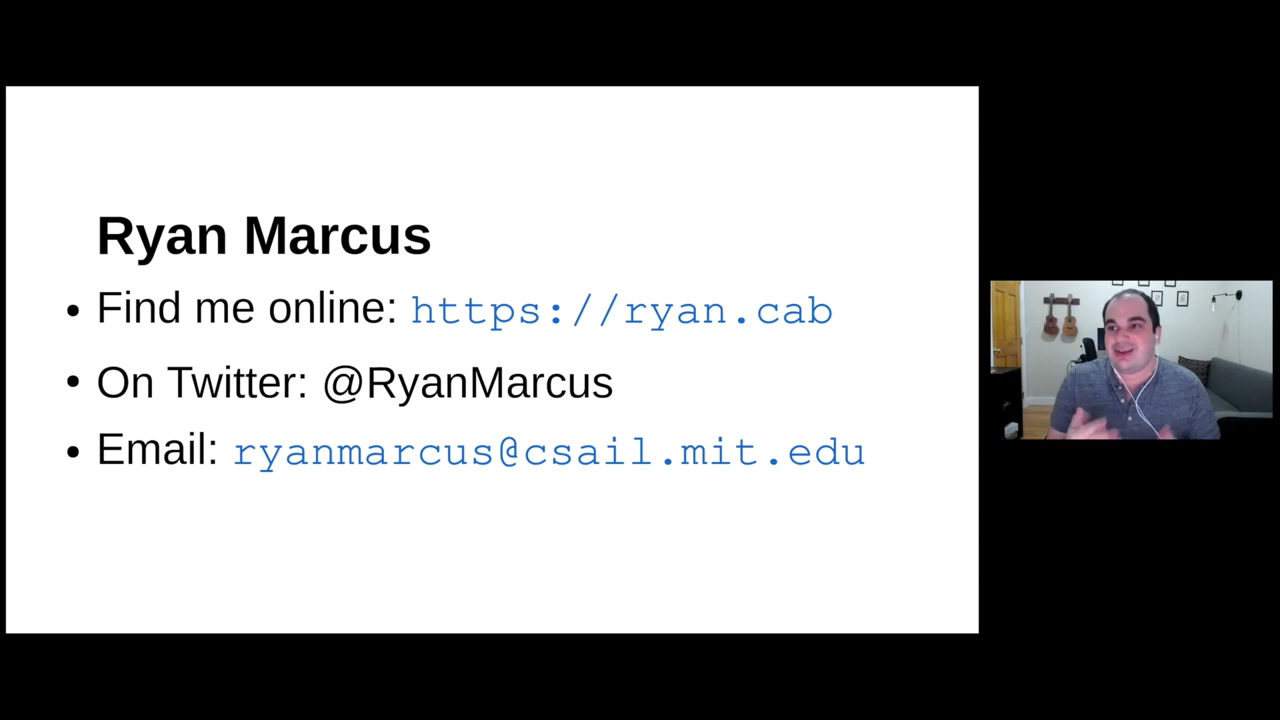 Ryan Marcus
• Find me online: https://ryan.cab
• On Twitter: @RyanMarcus
• Email: ryanmarcus@csail.mit.edu